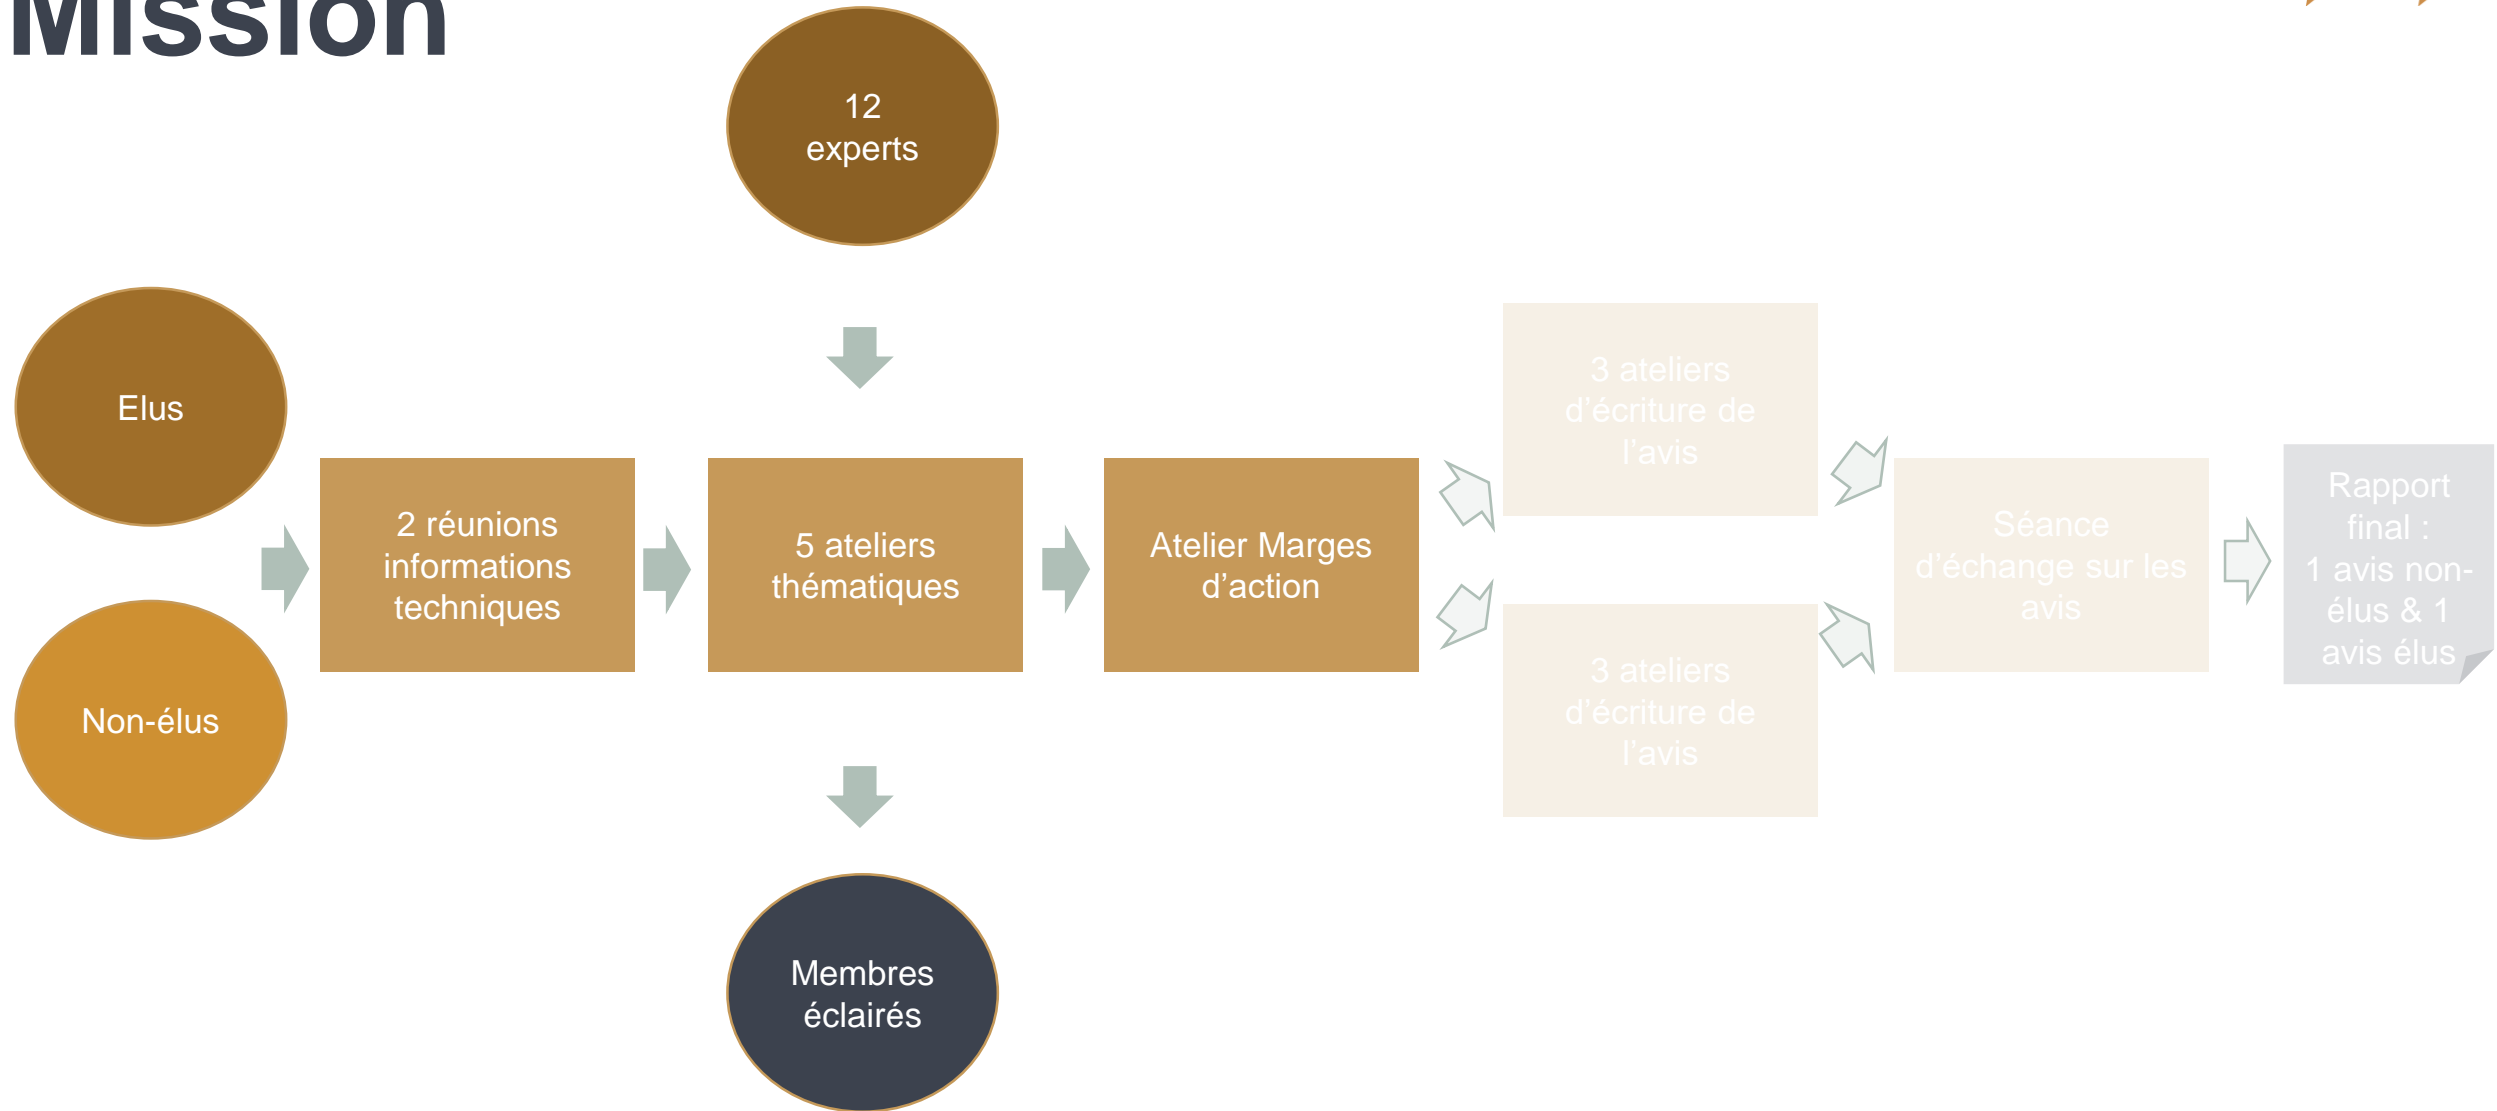 Mission
12
experts
Elus
Non-élus
2 réunions
informations
techniques
5 ateliers
thématiques
Atelier Marges
d’action
3 ateliers
d’écriture de
l’avis
3 ateliers
d’écriture de
l’avis
Séance
d’échange sur les
avis
Rapport
final :
1 avis non-
élus & 1
avis élus
Membres
éclairés